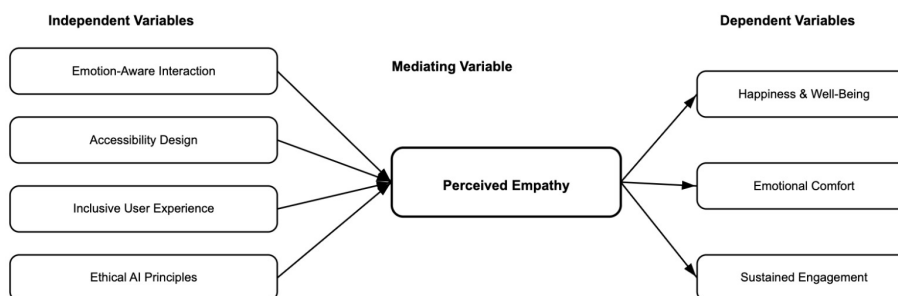 Independent Variables
Emotion-Aware Interaction
Accessibility Design
Inclusive User Experience
Ethical AI Principles
Mediating Variable
Perceived Empathy
Dependent Variables
Happiness & Well-Being
Emotional Comfort
Sustained Engagement